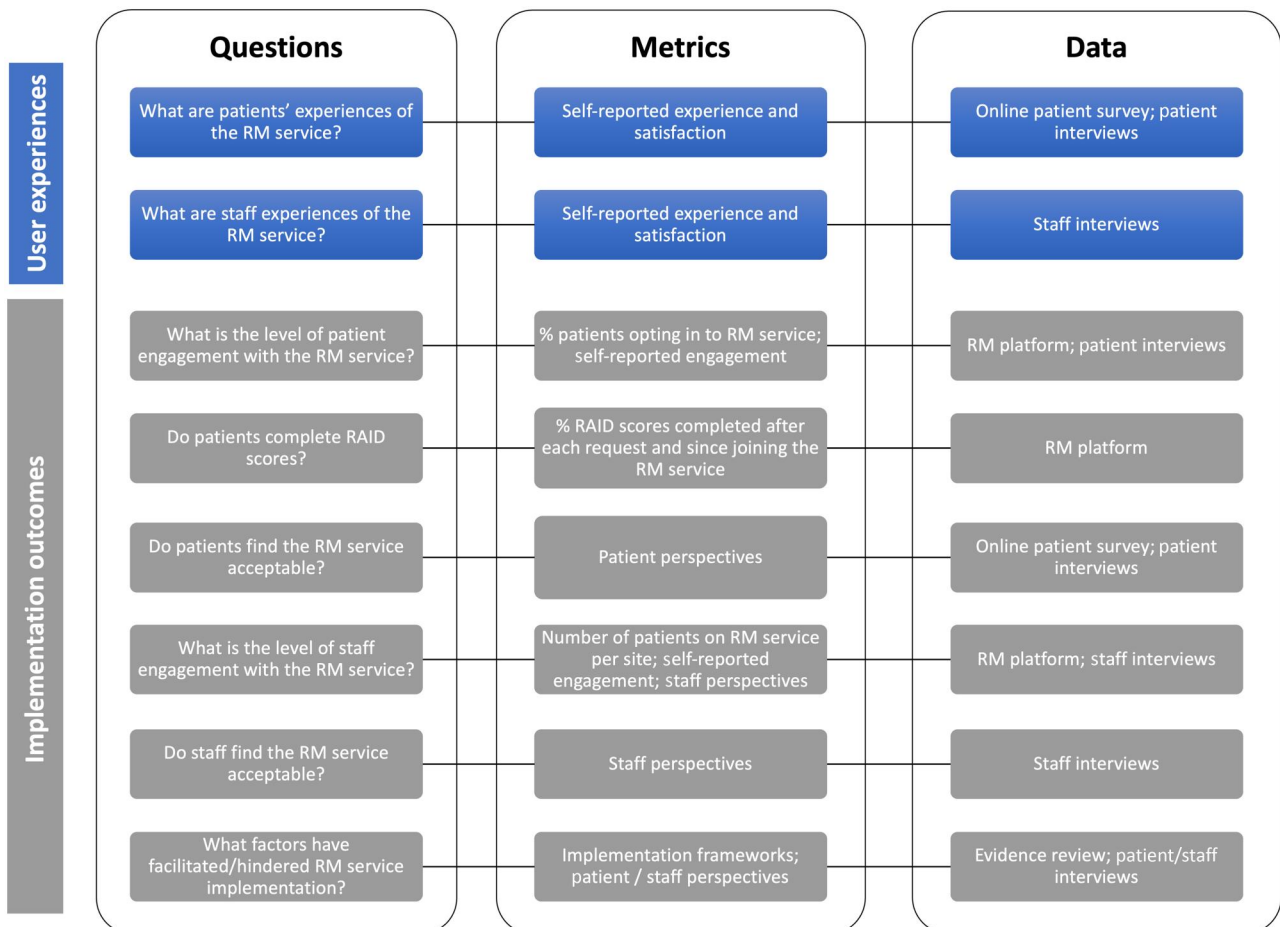 Questions
Metrics
Data
User experiences
What are patients’ experiences of
the RM service?
Self-reported experience and
satisfaction
Online patient survey; patient
interviews
What are staff experiences of the
RM service?
Self-reported experience and
satisfaction
Staff interviews
Implementation outcomes
What is the level of patient
engagement with the RM service?
% patients opting in to RM service;
self-reported engagement
RM platform; patient interviews
Do patients complete RAID
scores?
% RAID scores completed after
each request and since joining the
RM service
RM platform
Do patients find the RM service
acceptable?
Patient perspectives
Online patient survey; patient
interviews
What is the level of staff
engagement with the RM service?
Number of patients on RM service
per site; self-reported
engagement; staff perspectives
RM platform; staff interviews
Do staff find the RM service
acceptable?
Staff perspectives
Staff interviews
What factors have
facilitated/hindered RM service
implementation?
Implementation frameworks;
patient / staff perspectives
Evidence review; patient/staff
interviews